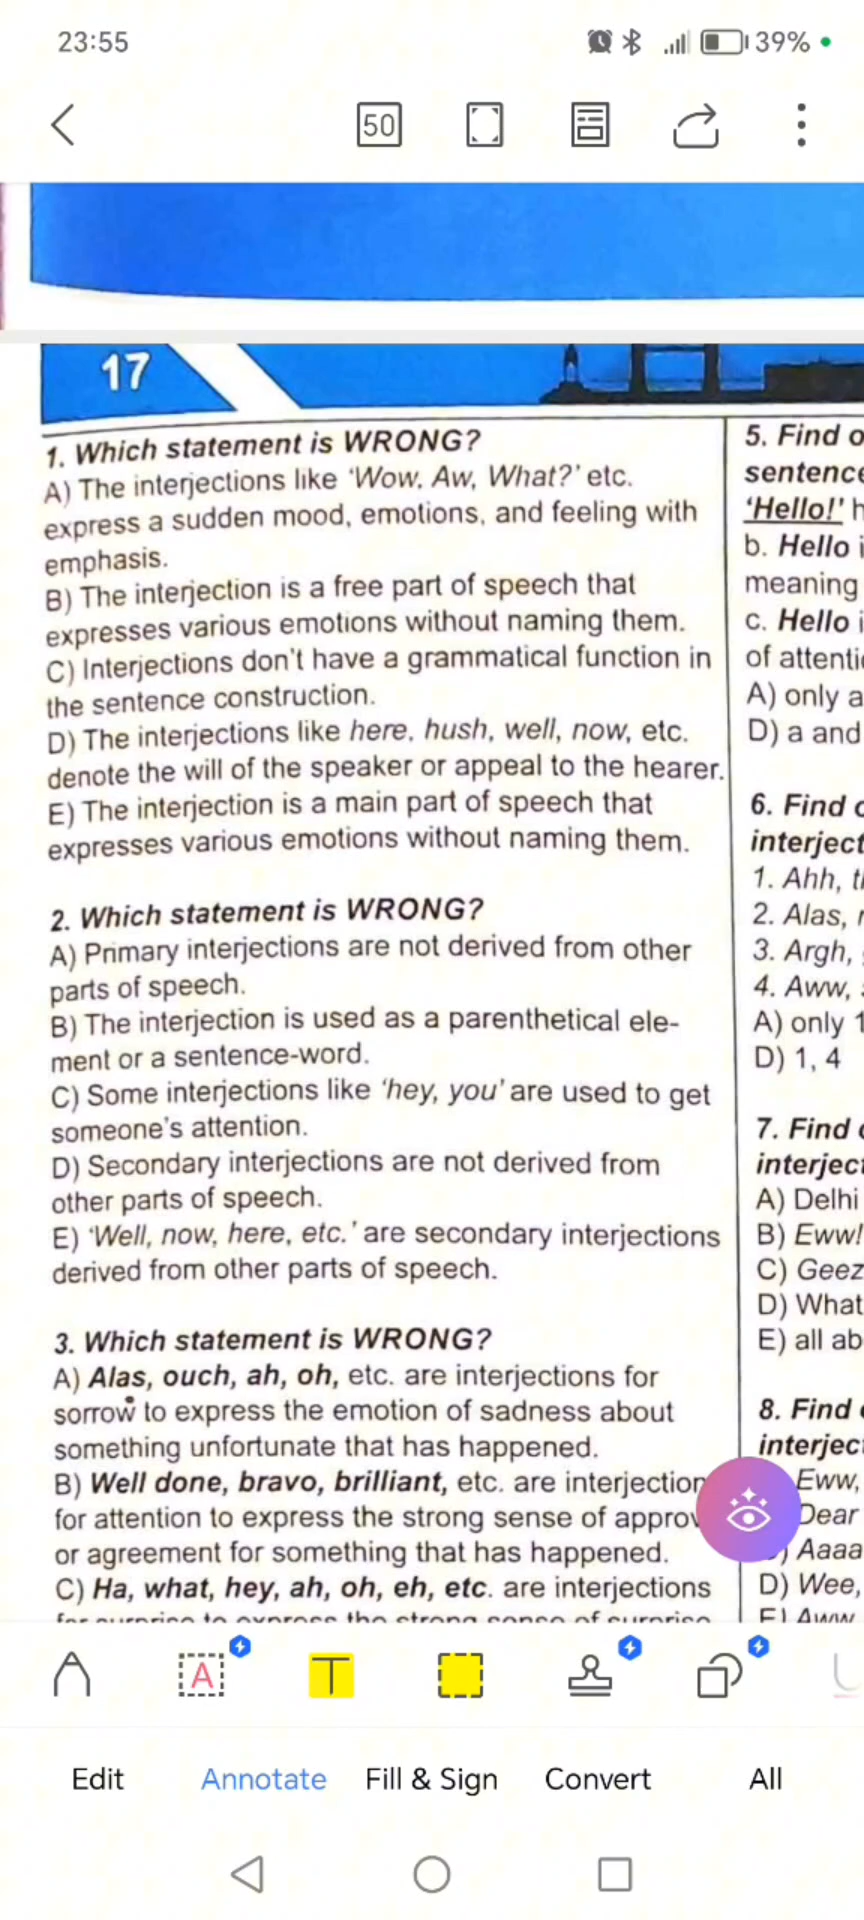 23:55
39%
50
17
1. Which statement is WRONG?
A) The interjections like ‘Wow, Aw, What?’ etc.
express a sudden mood, emotions, and feeling with
emphasis.
B) The interjection is a free part of speech that
expresses various emotions without naming them.
C) Interjections don't have a grammatical function in
the sentence construction.
D) The interjections like here, hush, well, now, etc.
denote the will of the speaker or appeal to the hearer.
E) The interjection is a main part of speech that
expresses various emotions without naming them.
2. Which statement is WRONG?
A) Primary interjections are not derived from other
parts of speech.
B) The interjection is used as a parenthetical ele-
ment or a sentence-word.
C) Some interjections like ‘hey, you’ are used to get
someone's attention.
D) Secondary interjections are not derived from
other parts of speech.
E) ‘Well, now, here, etc.’ are secondary interjections
derived from other parts of speech.
3. Which statement is WRONG?
A) Alas, ouch, ah, oh, etc. are interjections for
sorrow to express the emotion of sadness about
something unfortunate that has happened.
B) Well done, bravo, brilliant, etc. are interjection
for attention to express the strong sense of approv
or agreement for something that has happened.
C) Ha, what, hey, ah, oh, eh, etc. are interjections
for surprise to express the strong sense of surprise
5. Find o
sentence
‘Hello!’ h
b. Hello i
meaning
c. Hello i
of attenti
A) only a
D) a and
6. Find
interject
1. Ahh, t
2. Alas,
3. Argh,
4. Aww,
A) only 1
D) 1, 4
7. Find
interjec
A) Delhi
B) Eww!
C) Geez
D) What
E) all ab
8. Find
interjec
Eww,
Dear
) Aaaa
D) Wee,
E) Aww
A
T
Edit
Annotate
Fill & Sign
Convert
All